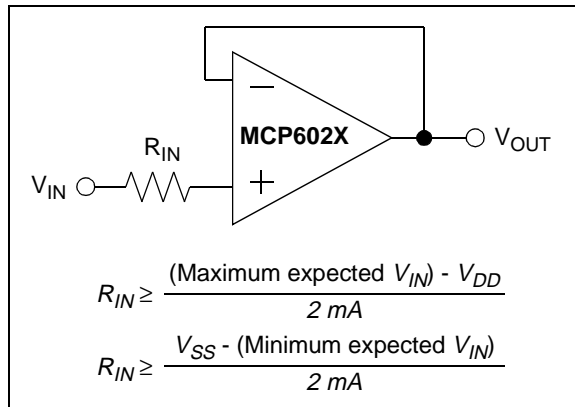 −
MCP602X
V_OUT
R_IN
V_IN
+
R_IN ≥ (Maximum expected V_IN) - V_DD
2 mA
R_IN ≥ V_SS - (Minimum expected V_IN)
2 mA